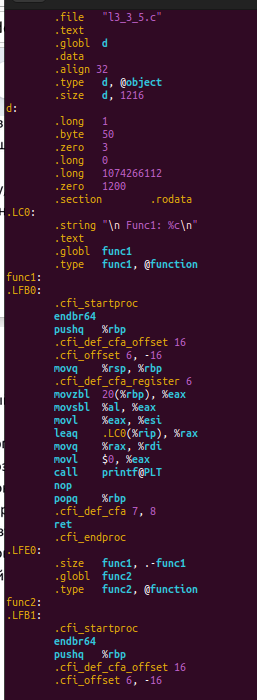 .file "l3_3_5.c"
.text
.globl d
.data
.align 32
.type d, @object
.size d, 1216
d:
.long 1
.byte 50
.zero 3
.long 0
.long 1074266112
.zero 1200
.section .rodata
.LC0:
.string "\n Func1: %c\n"
.text
.globl func1
.type func1, @function
func1:
.LFB0:
.cfi_startproc
endbr64
pushq %rbp
.cfi_def_cfa_offset 16
.cfi_offset 6, -16
movq %rsp, %rbp
.cfi_def_cfa_register 6
movzbl 20(%rbp), %eax
movsbl %al, %eax
movl %eax, %esi
leaq .LC0(%rip), %rax
movq %rax, %rdi
movl $0, %eax
call printf@PLT
nop
popq %rbp
.cfi_def_cfa 7, 8
ret
.cfi_endproc
.LFE0:
.size func1, .-func1
.globl func2
.type func2, @function
func2:
.LFB1:
.cfi_startproc
endbr64
pushq %rbp
.cfi_def_cfa_offset 16
.cfi_offset 6, -16